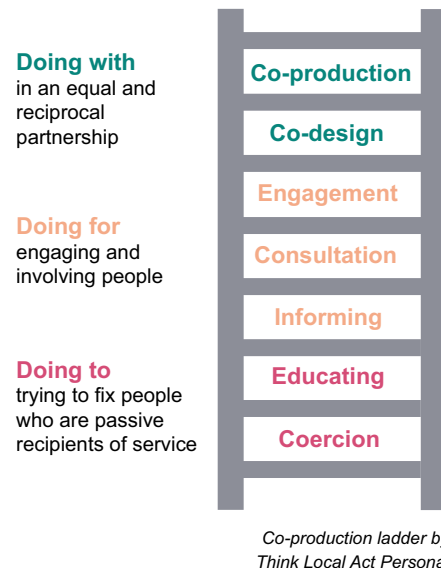 Doing with
in an equal and
reciprocal
partnership
Doing for
engaging and
involving people
Doing to
trying to fix people
who are passive
recipients of service
Co-production
Co-design
Engagement
Consultation
Informing
Educating
Coercion
Co-production ladder b
Think Local Act Persona